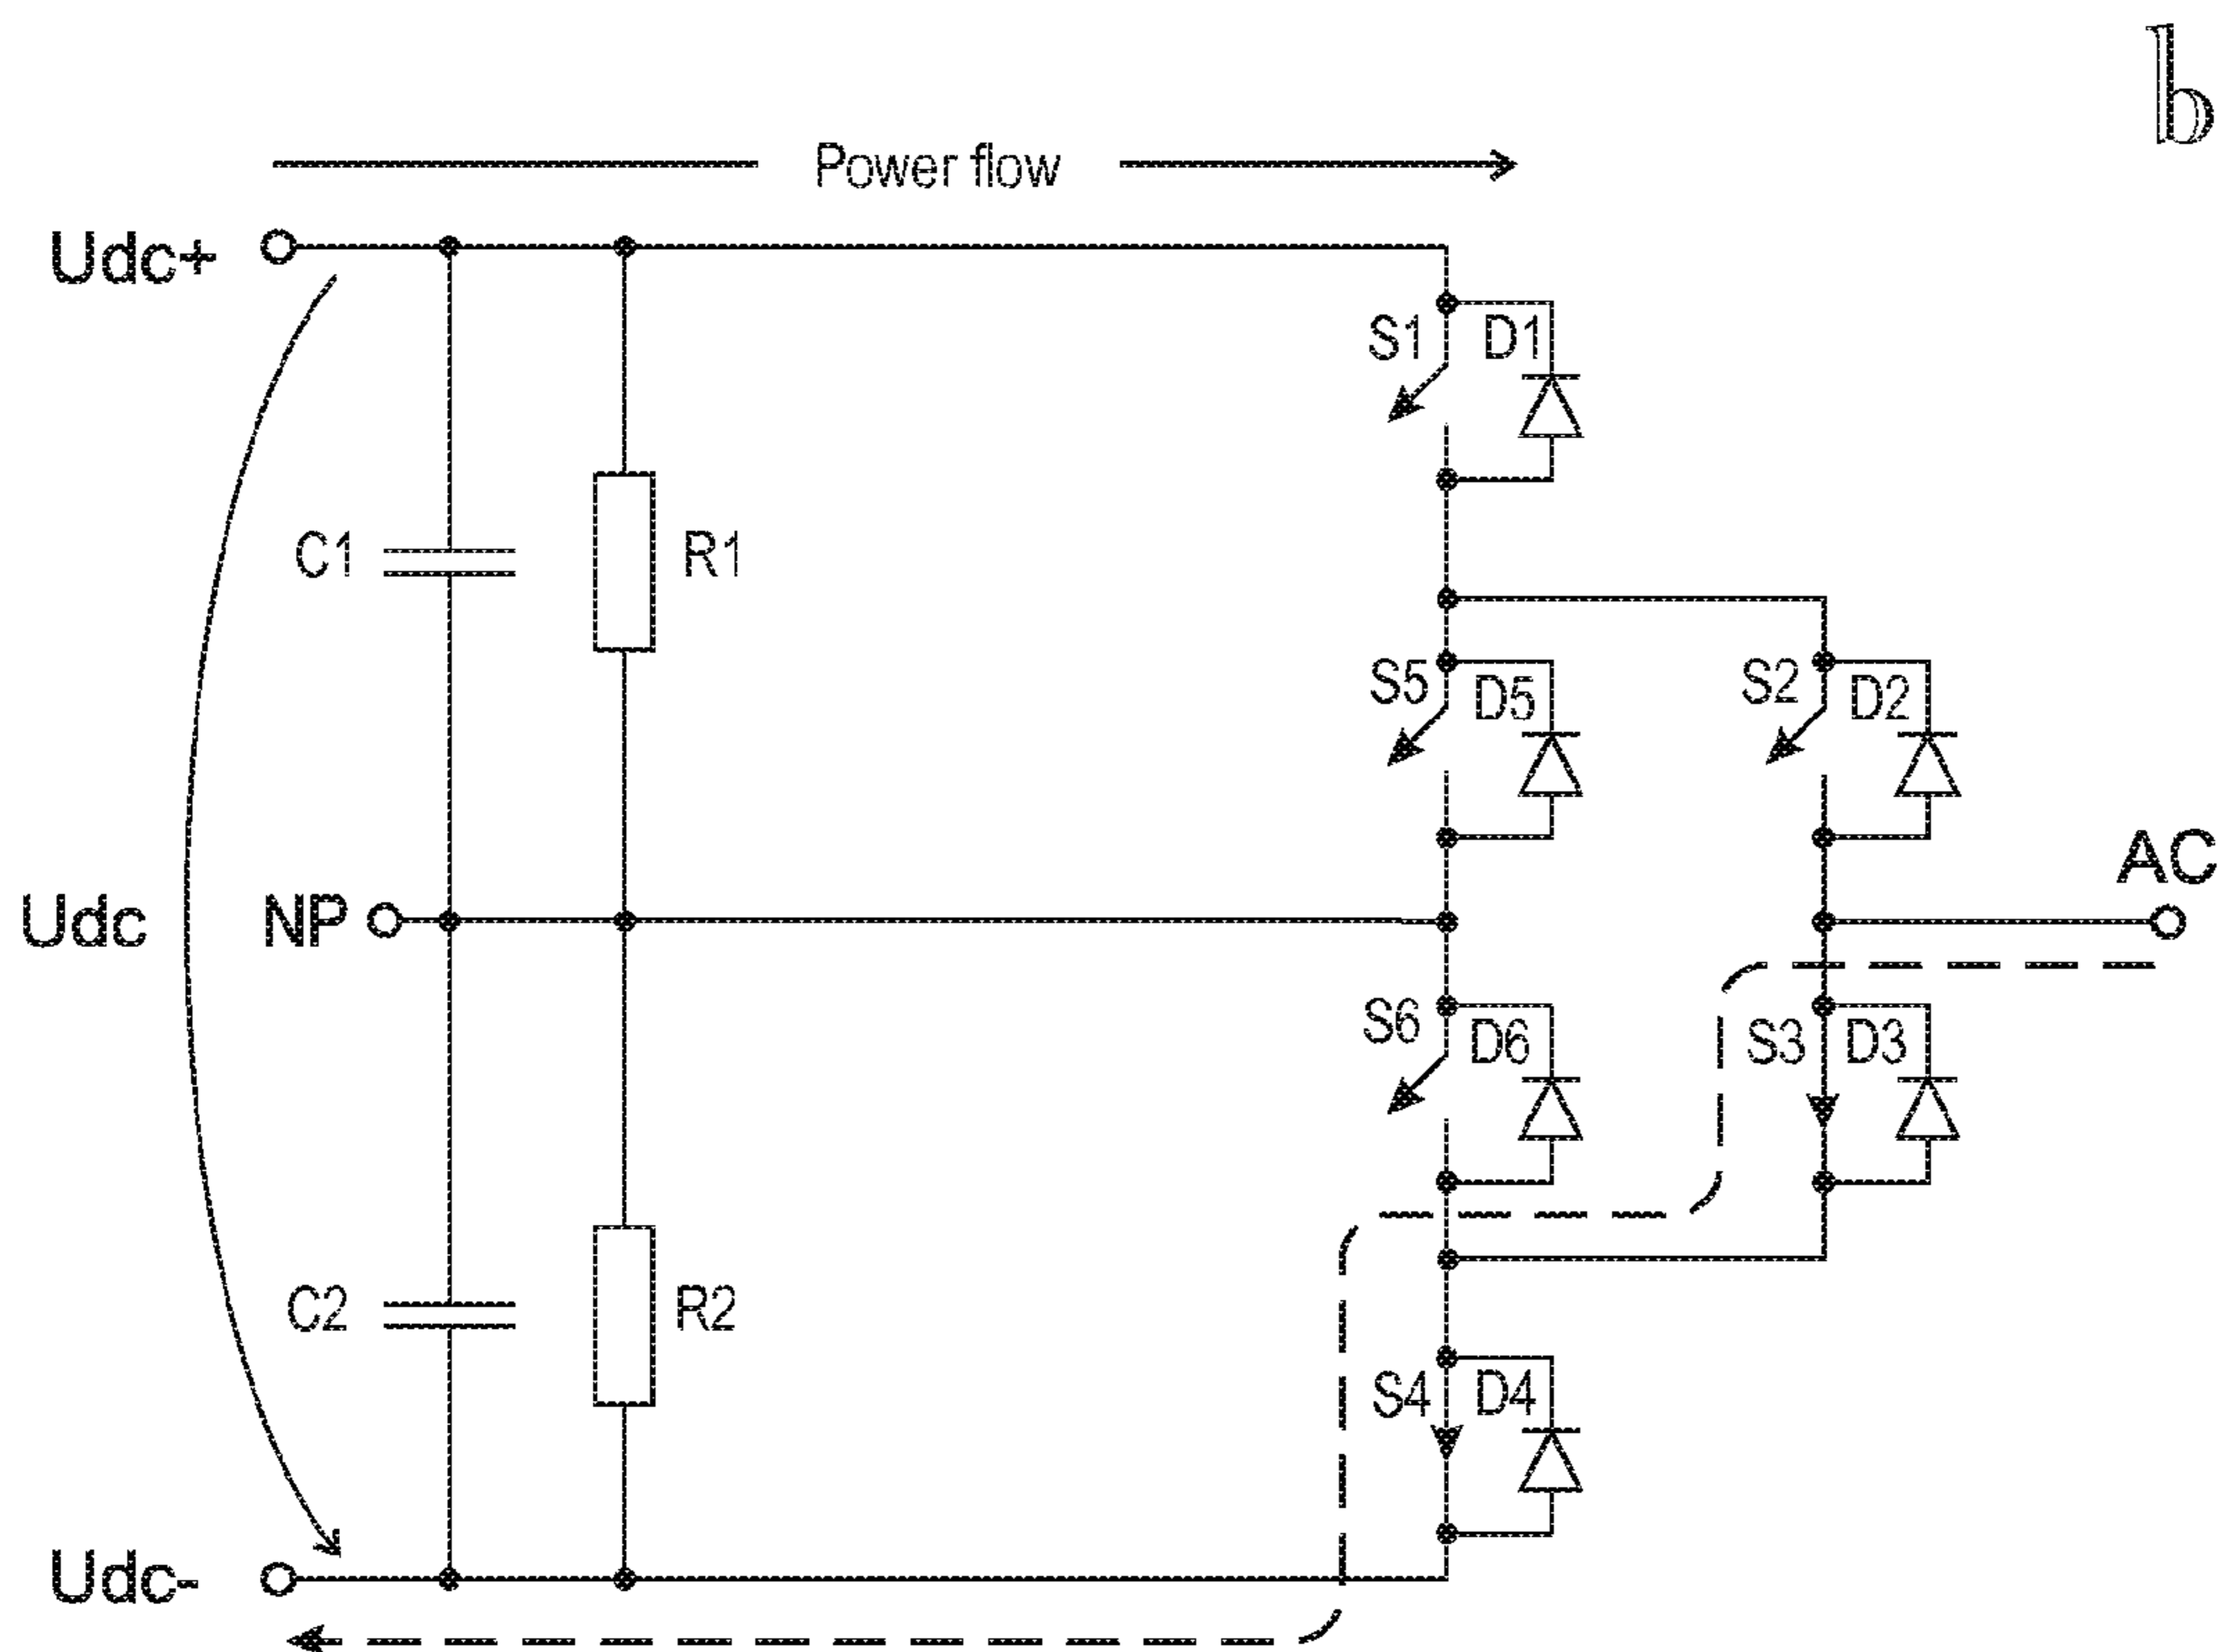 b
Power flow
Udc+
S1 D1
C1 R1
S5 D5 S2 D2
AC
Udc NP
S6 D6 S3 D3
C2 R2
S4 D4
Udc-